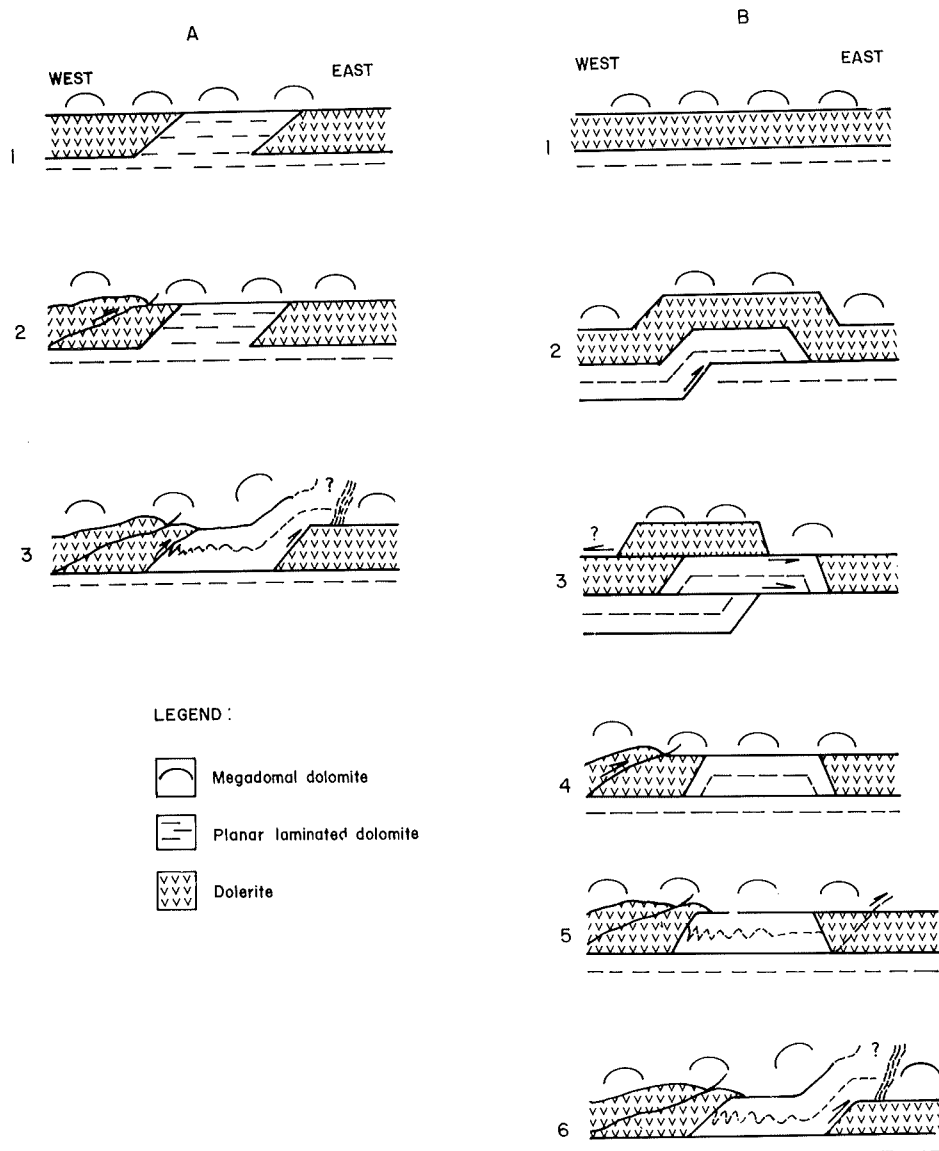 A
WEST
EAST
1
2
?
3
LEGEND :
Megadomal dolomite
Planar laminated dolomite
Dolerite
B
WEST
EAST
1
2
?
3
4
5
?
6